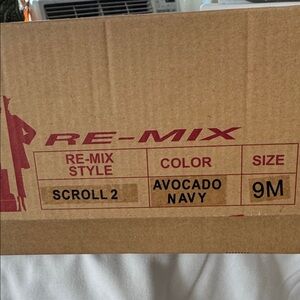 RE-MIX
RE-MIX STYLE COLOR SIZE
SCROLL 2 AVOCADO NAVY 9M